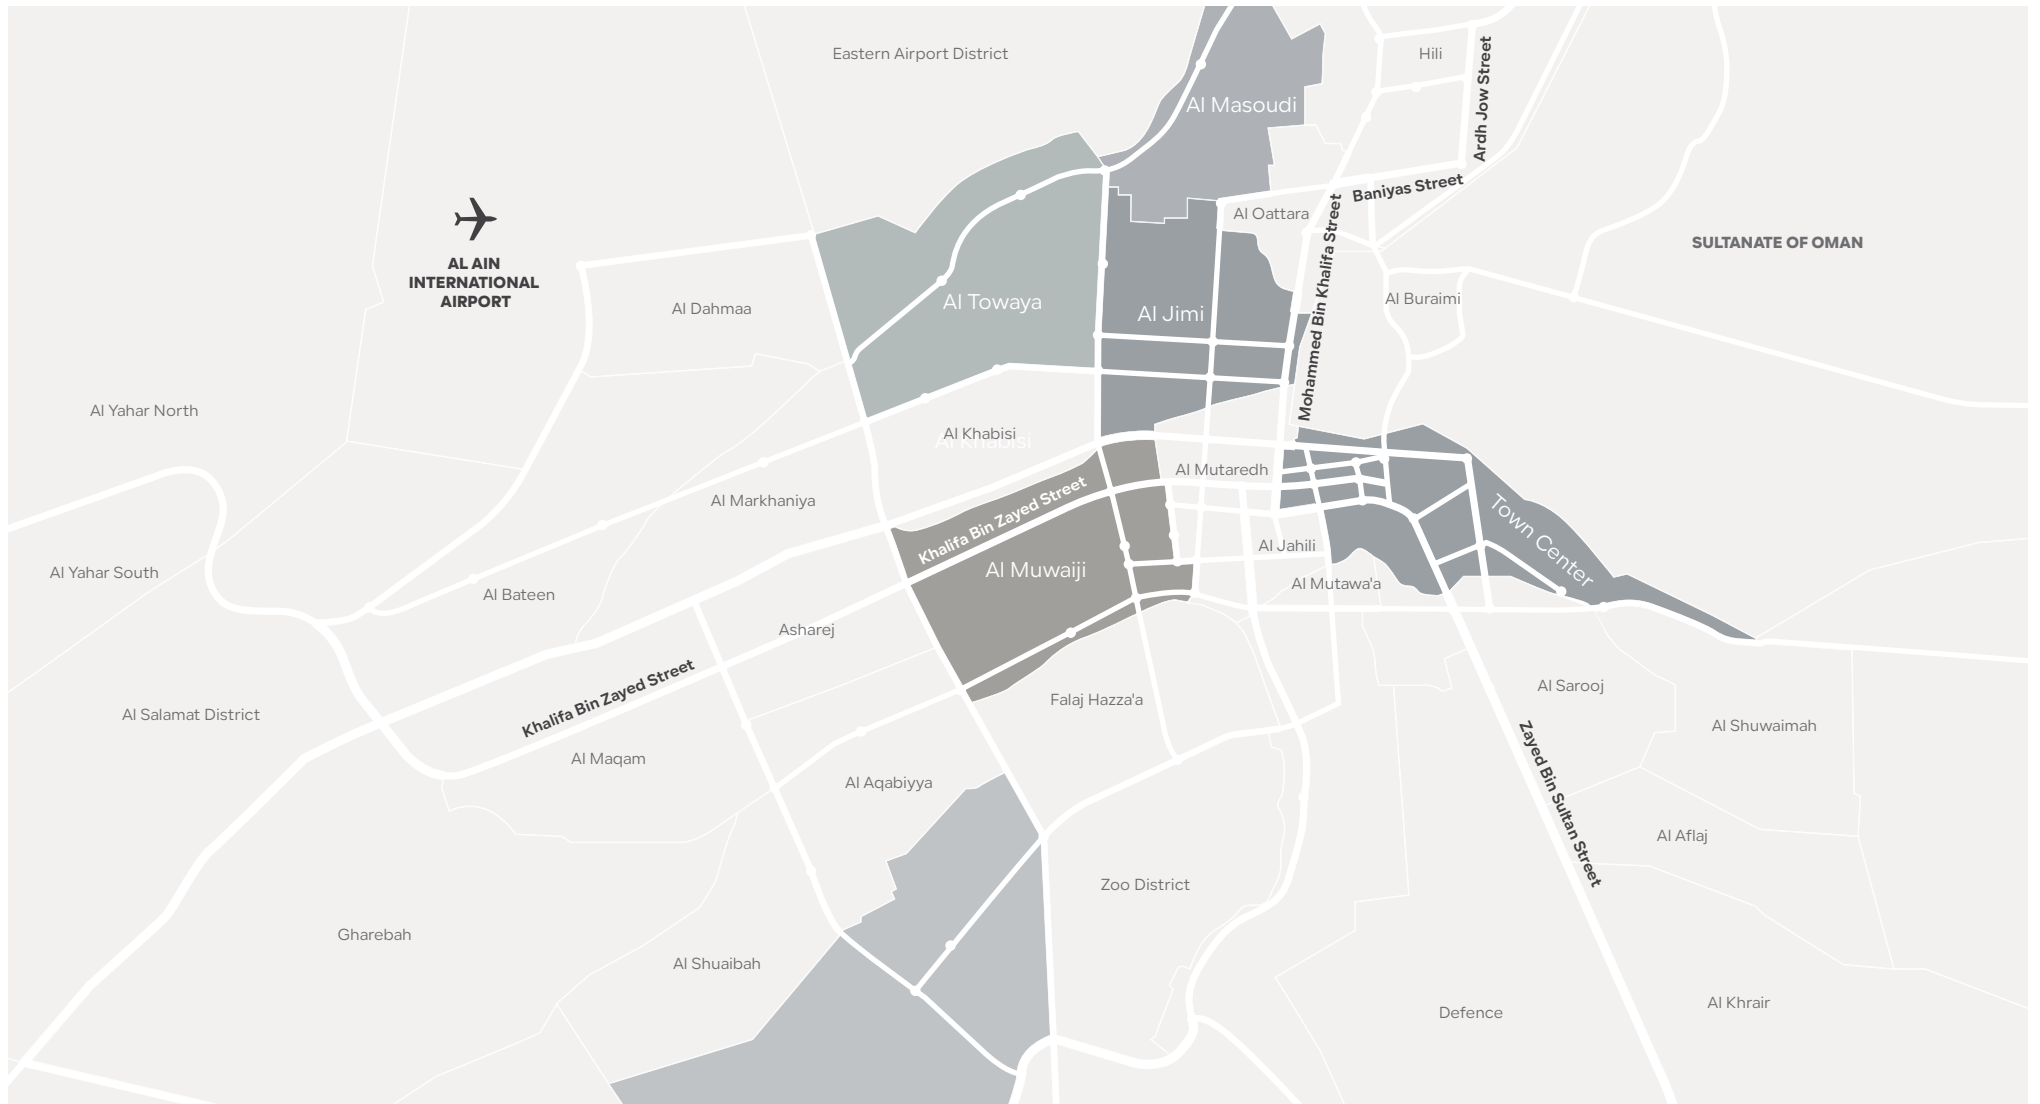 Eastern Airport District
Hili
Ardh Jow Street
Al Masoudi
Baniyas Street
Al Oattara
Mohammed Bin Khalifa Street
SULTANATE OF OMAN
AL AIN
INTERNATIONAL
AIRPORT
Al Dahmaa
Al Towaya
Al Jimi
Al Buraimi
Al Yahar North
Al Khabisi
Al Khabisi
Al Mutaredh
Al Markhaniya
Khalifa Bin Zayed Street
Town Center
Al Jahili
Al Yahar South
Al Muwaiji
Al Mutawa'a
Al Bateen
Asharej
Khalifa Bin Zayed Street
Falaj Hazza'a
Al Sarooj
Al Salamat District
Al Shuwaimah
Al Maqam
Zayed Bin Sultan Street
Al Aqabiyya
Al Aflaj
Zoo District
Gharebah
Al Shuaibah
Al Khrair
Defence